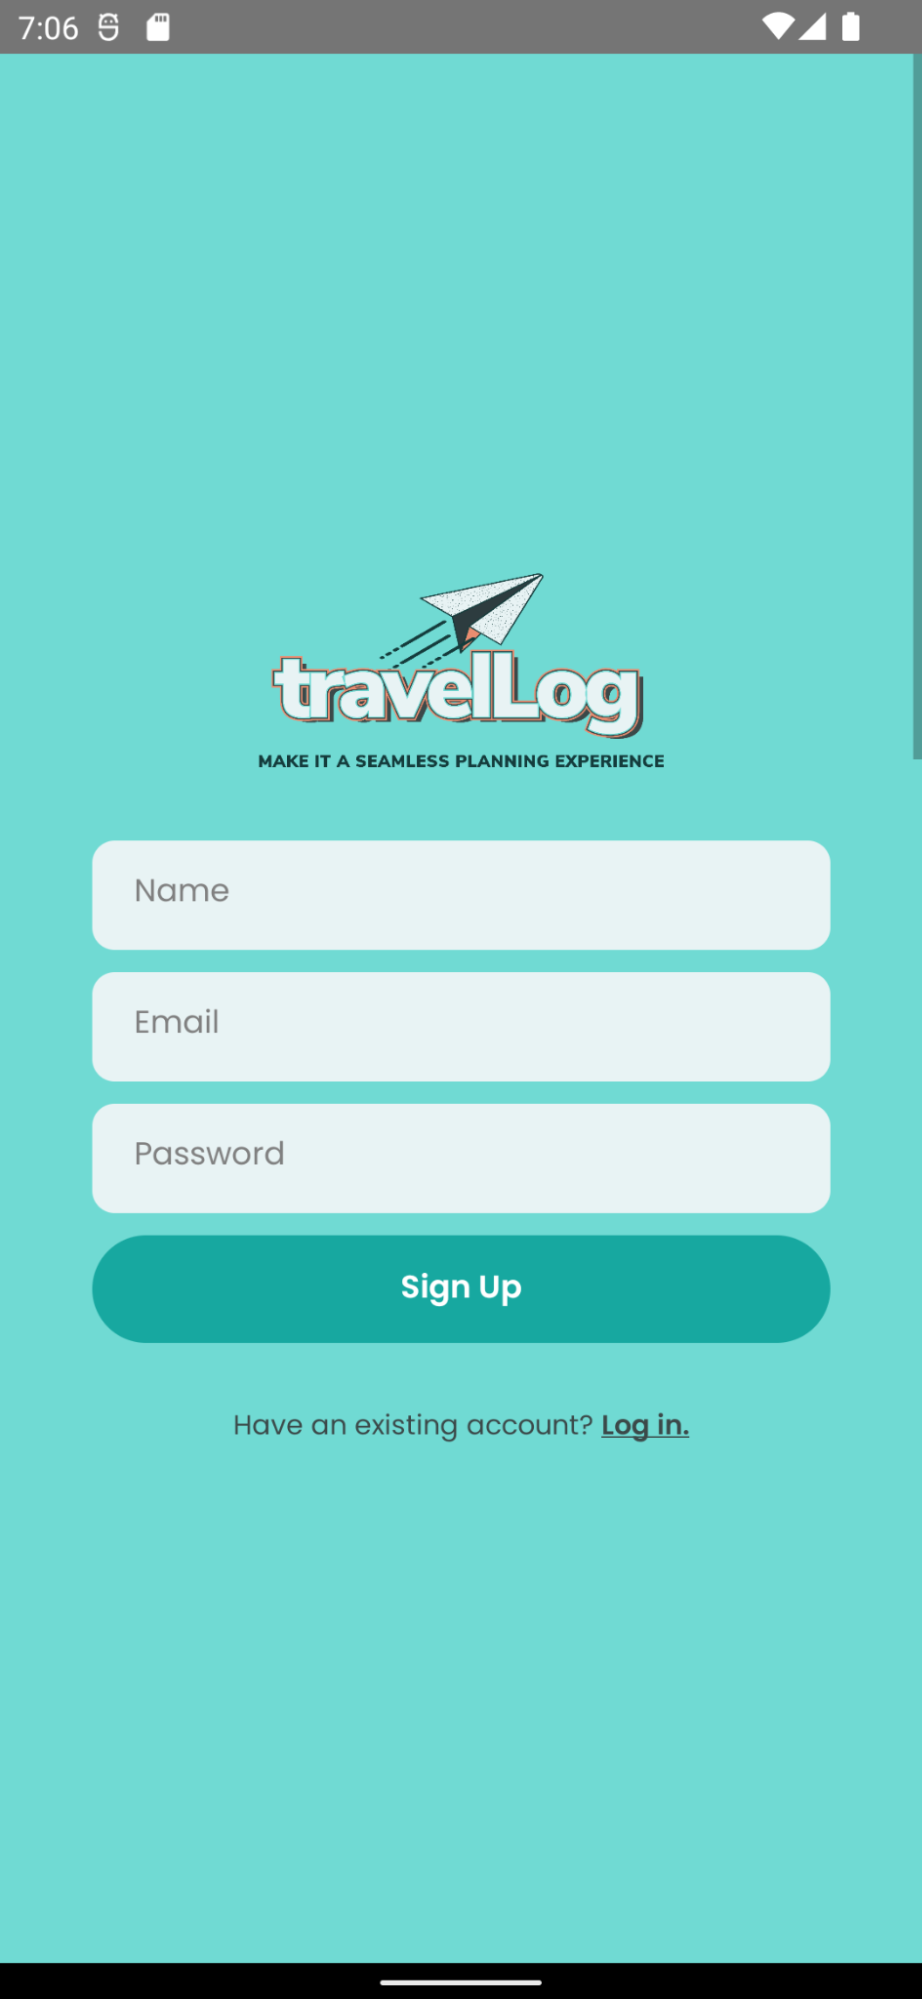 7:06
travelLog
MAKE IT A SEAMLESS PLANNING EXPERIENCE
Name
Email
Password
Sign Up
Have an existing account? Log in.